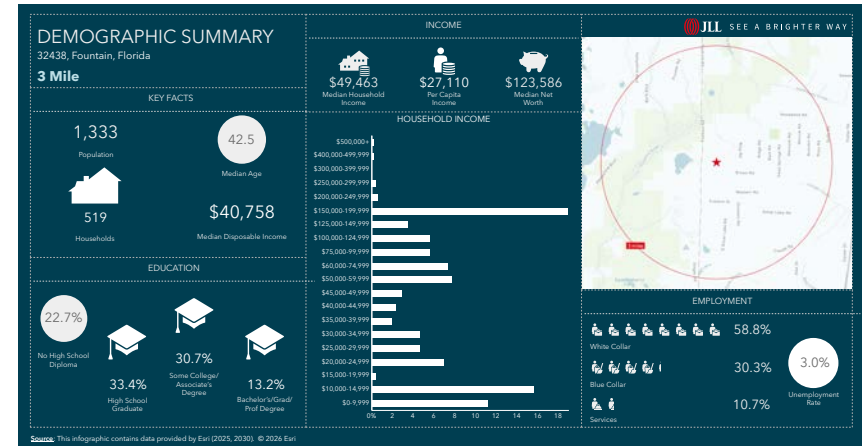 DEMOGRAPHIC SUMMARY
32438, Fountain, Florida
3 Mile
KEY FACTS
1,333
Population
42.5
Median Age
519
Households
$40,758
Median Disposable Income
EDUCATION
22.7%
No High School
Diploma
33.4%
High School
Graduate
30.7%
Some College/
Associate's
Degree
13.2%
Bachelor's/Grad/
Prof Degree
INCOME
$49,463
Median Household
Income
$27,110
Per Capita
Income
$123,586
Median Net
Worth
HOUSEHOLD INCOME
$500,000+
$400,000-499,999
$300,000-399,999
$250,000-299,999
$200,000-249,999
$150,000-199,999
$125,000-149,999
$100,000-124,999
$75,000-99,999
$60,000-74,999
$50,000-59,999
$45,000-49,999
$40,000-44,999
$35,000-39,999
$30,000-34,999
$25,000-29,999
$20,000-24,999
$15,000-19,999
$10,000-14,999
$0-9,999
0% 2 4 6 8 10 12 14 16 18
JLL SEE A BRIGHTER WAY
3 miles
EMPLOYMENT
58.8%
White Collar
30.3%
Blue Collar
10.7%
Services
3.0%
Unemployment
Rate
Source: This infographic contains data provided by Esri (2025, 2030). © 2026 Esri